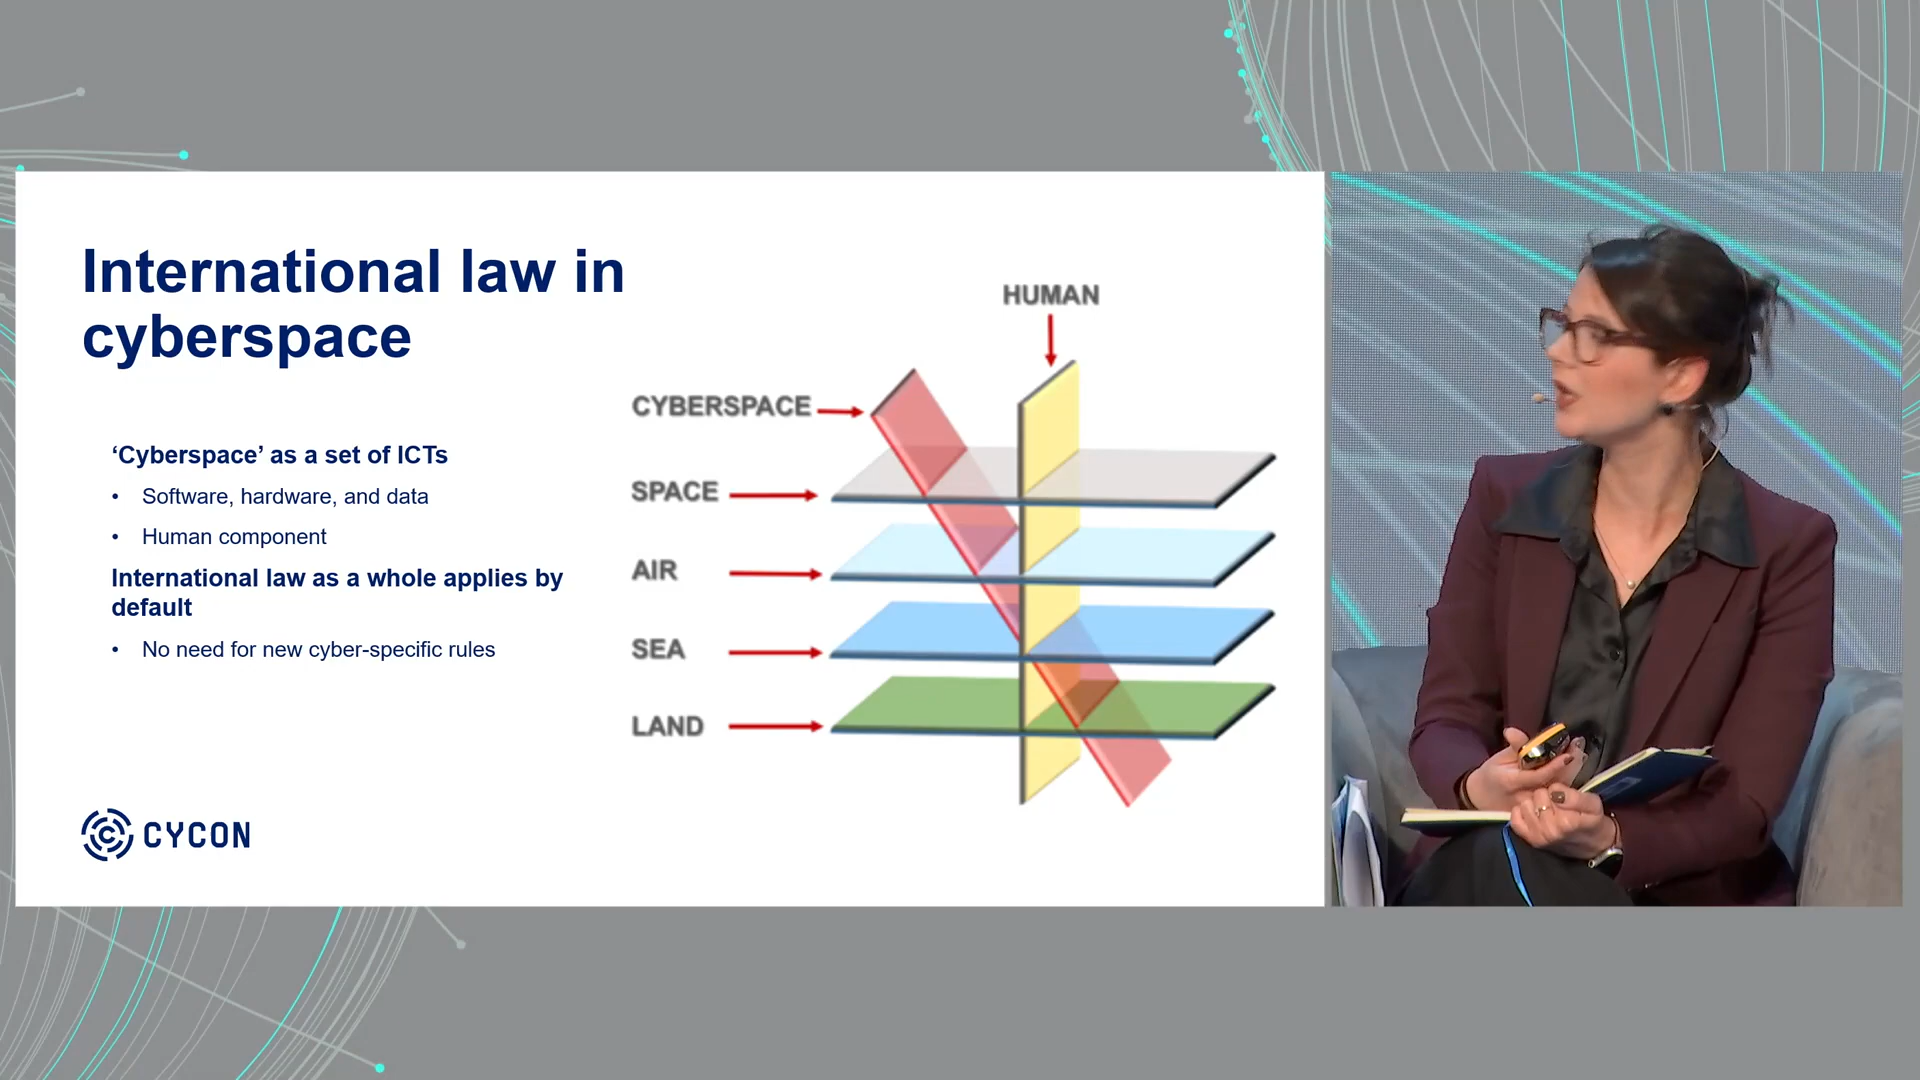 International law in
cyberspace
‘Cyberspace’ as a set of ICTs
• Software, hardware, and data
• Human component
International law as a whole applies by
default
• No need for new cyber-specific rules
HUMAN
CYBERSPACE
SPACE
AIR
SEA
LAND
CYCON